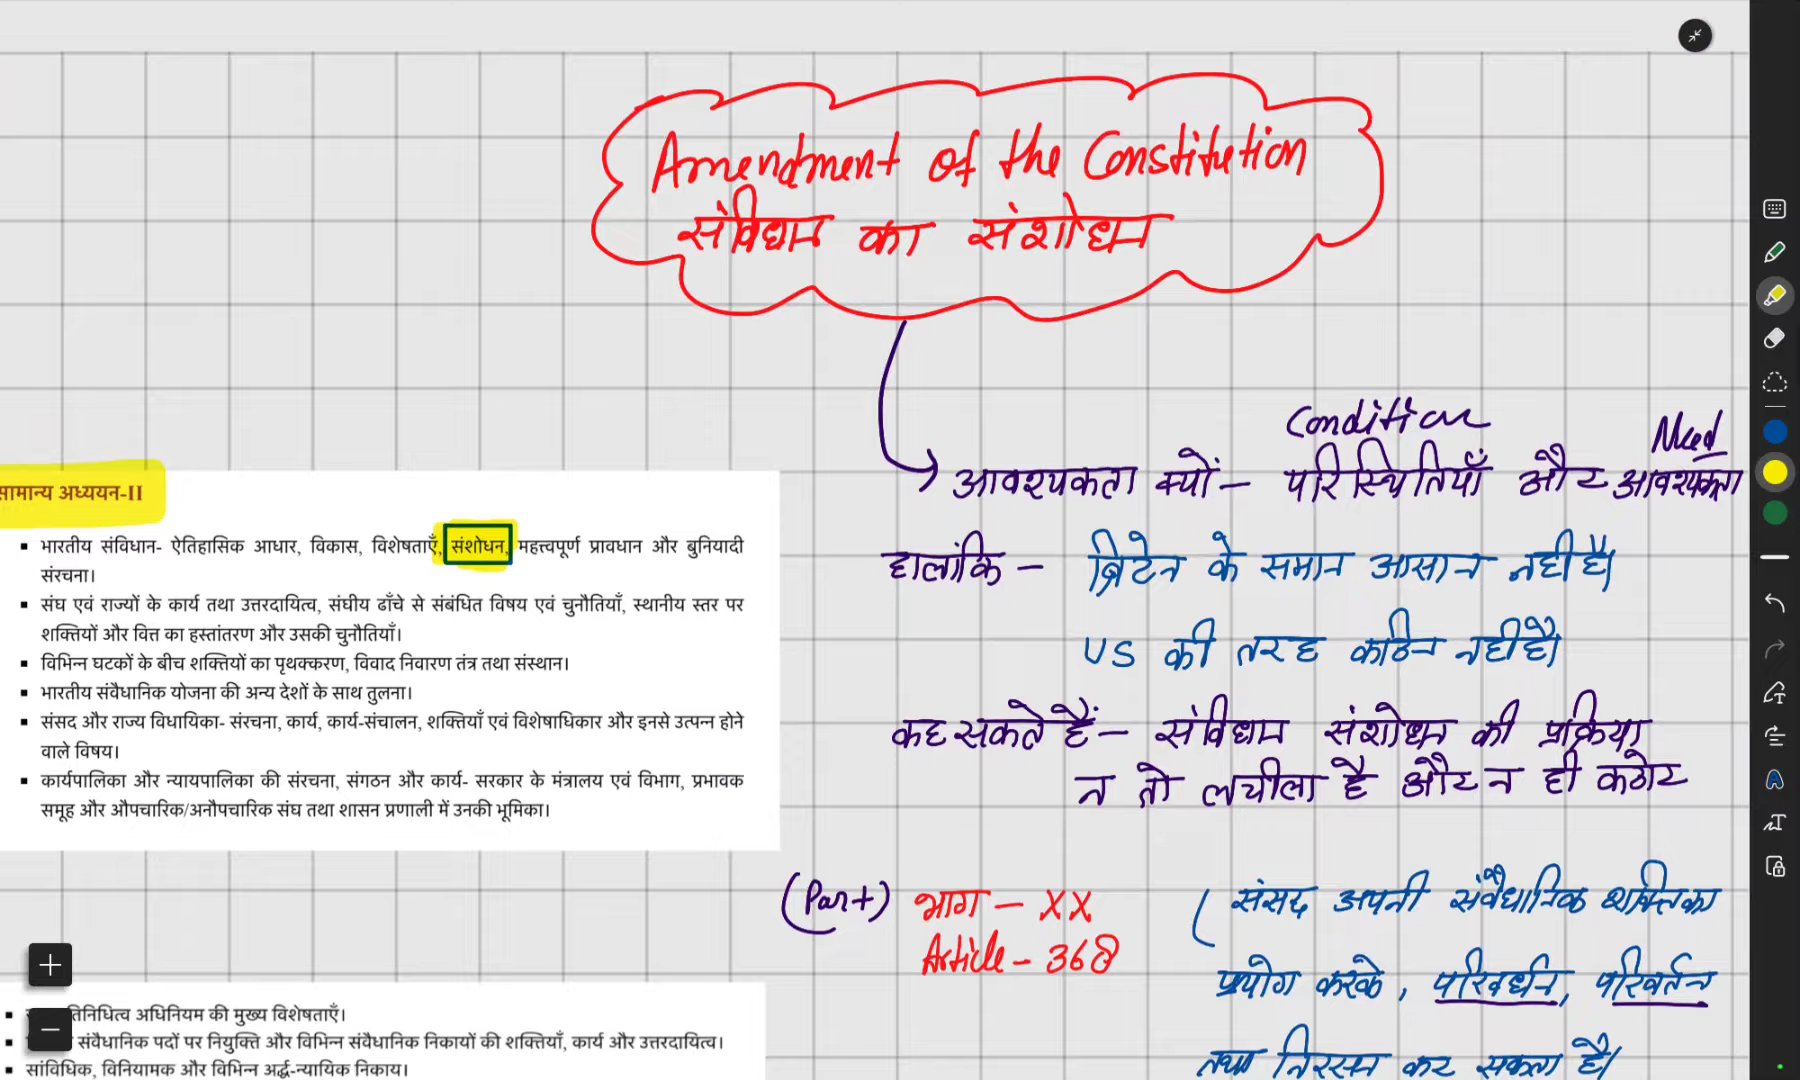 Amendment of the Constitution
संविधान का संशोधन
Condition
Need
आवश्यकता क्यों – परिस्थितियाँ और आवश्यकता
हालांकि – ब्रिटेन के समान आसान नहीं है।
US की तरह कठिन नहीं है।
कह सकते हैं – संविधान संशोधन की प्रक्रिया
न तो लचीला है और न ही कठोर
(Part) भाग – XX
Article – 368
(संसद अपनी संवैधानिक शक्ति का
प्रयोग करके, परिवर्धन, परिवर्तन
तथा निरसन कर सकता है।
सामान्य अध्ययन-II
▪ भारतीय संविधान- ऐतिहासिक आधार, विकास, विशेषताएँ, संशोधन, महत्त्वपूर्ण प्रावधान और बुनियादी
संरचना।
▪ संघ एवं राज्यों के कार्य तथा उत्तरदायित्व, संघीय ढाँचे से संबंधित विषय एवं चुनौतियाँ, स्थानीय स्तर पर
शक्तियों और वित्त का हस्तांतरण और उसकी चुनौतियाँ।
▪ विभिन्न घटकों के बीच शक्तियों का पृथक्करण, विवाद निवारण तंत्र तथा संस्थान।
▪ भारतीय संवैधानिक योजना की अन्य देशों के साथ तुलना।
▪ संसद और राज्य विधायिका- संरचना, कार्य, कार्य-संचालन, शक्तियाँ एवं विशेषाधिकार और इनसे उत्पन्न होने
वाले विषय।
▪ कार्यपालिका और न्यायपालिका की संरचना, संगठन और कार्य- सरकार के मंत्रालय एवं विभाग, प्रभावक
समूह और औपचारिक/अनौपचारिक संघ तथा शासन प्रणाली में उनकी भूमिका।
अधिनियम की मुख्य विशेषताएँ।
संवैधानिक पदों पर नियुक्ति और विभिन्न संवैधानिक निकायों की शक्तियाँ, कार्य और उत्तरदायित्व।
▪ सांविधिक, विनियामक और विभिन्न अर्द्ध-न्यायिक निकाय।